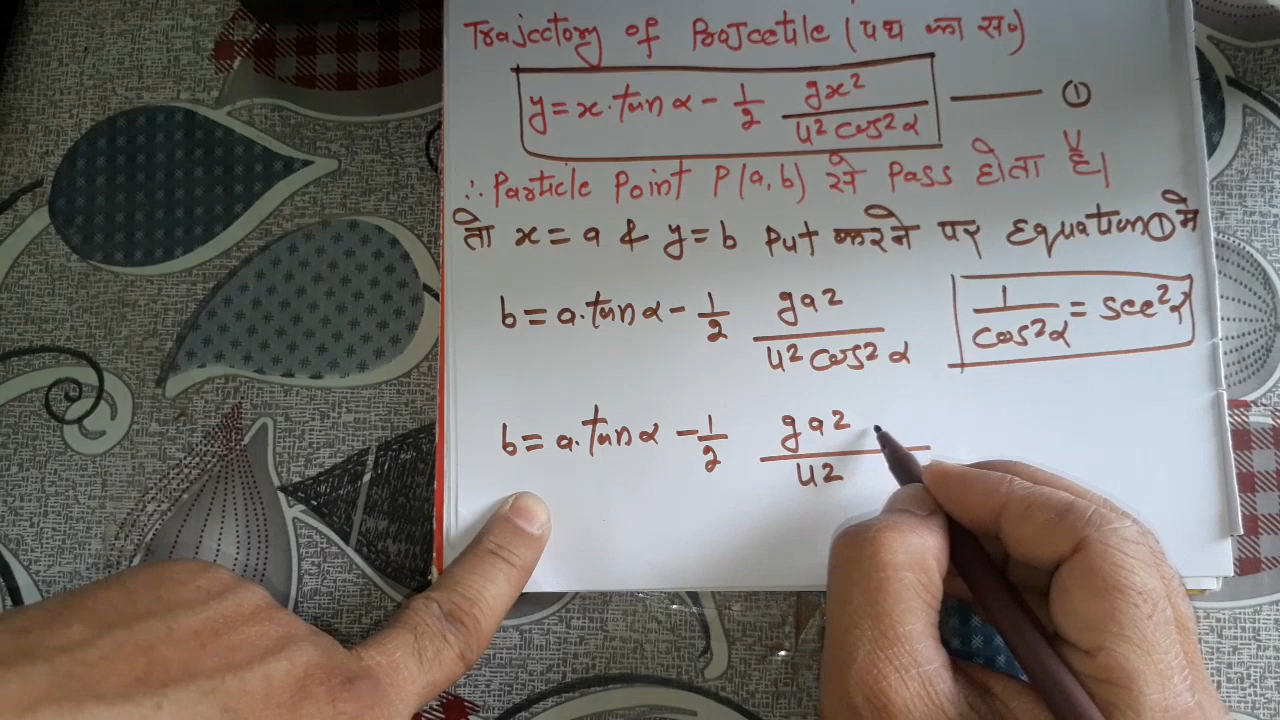 Trajectory of Projectile (पथ का स०)
y = x. tan α - 1/2 gx²/u² cos² α ——— ①
∴ Particle Point P(a, b) से Pass होता है।
तो x = a & y = b Put करने पर Equation ① में
b = a. tan α - 1/2 ga²/u² cos² α
1/cos² α = sec² α
b = a. tan α - 1/2 ga²/u²